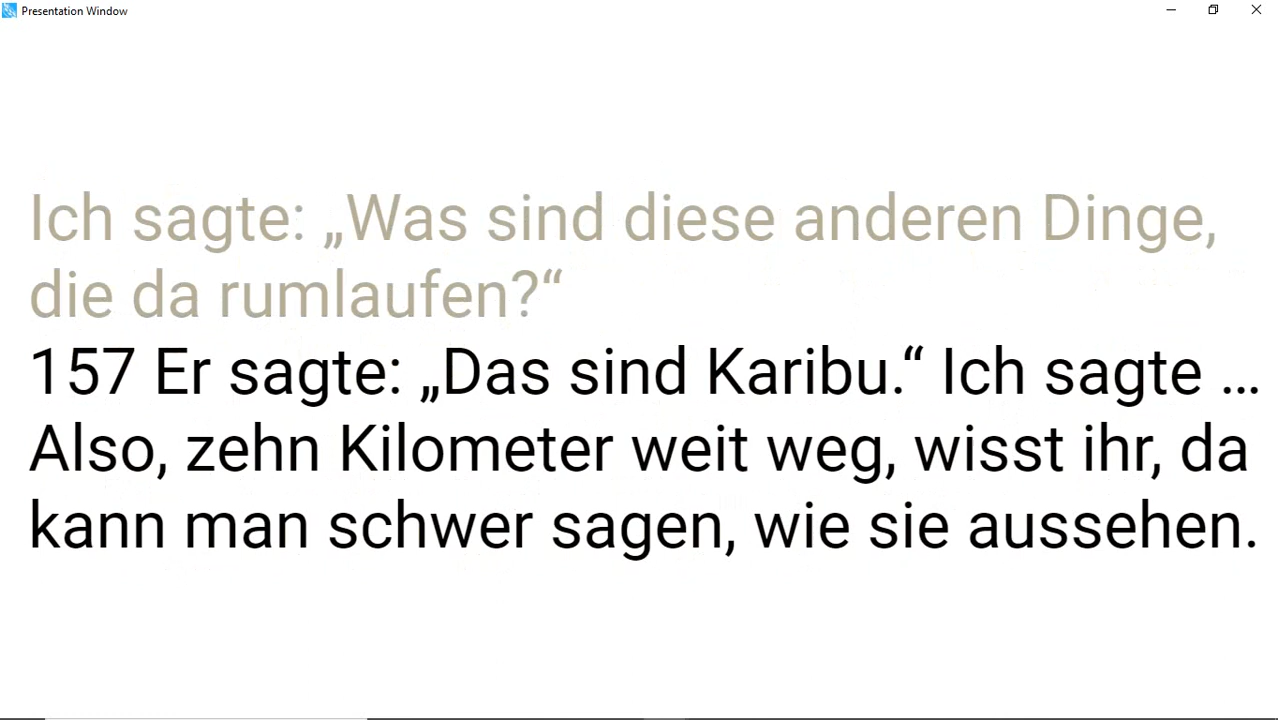 Presentation Window
Ich sagte: „Was sind diese anderen Dinge,
die da rumlaufen?“
157 Er sagte: „Das sind Karibu.“ Ich sagte ...
Also, zehn Kilometer weit weg, wisst ihr, da
kann man schwer sagen, wie sie aussehen.